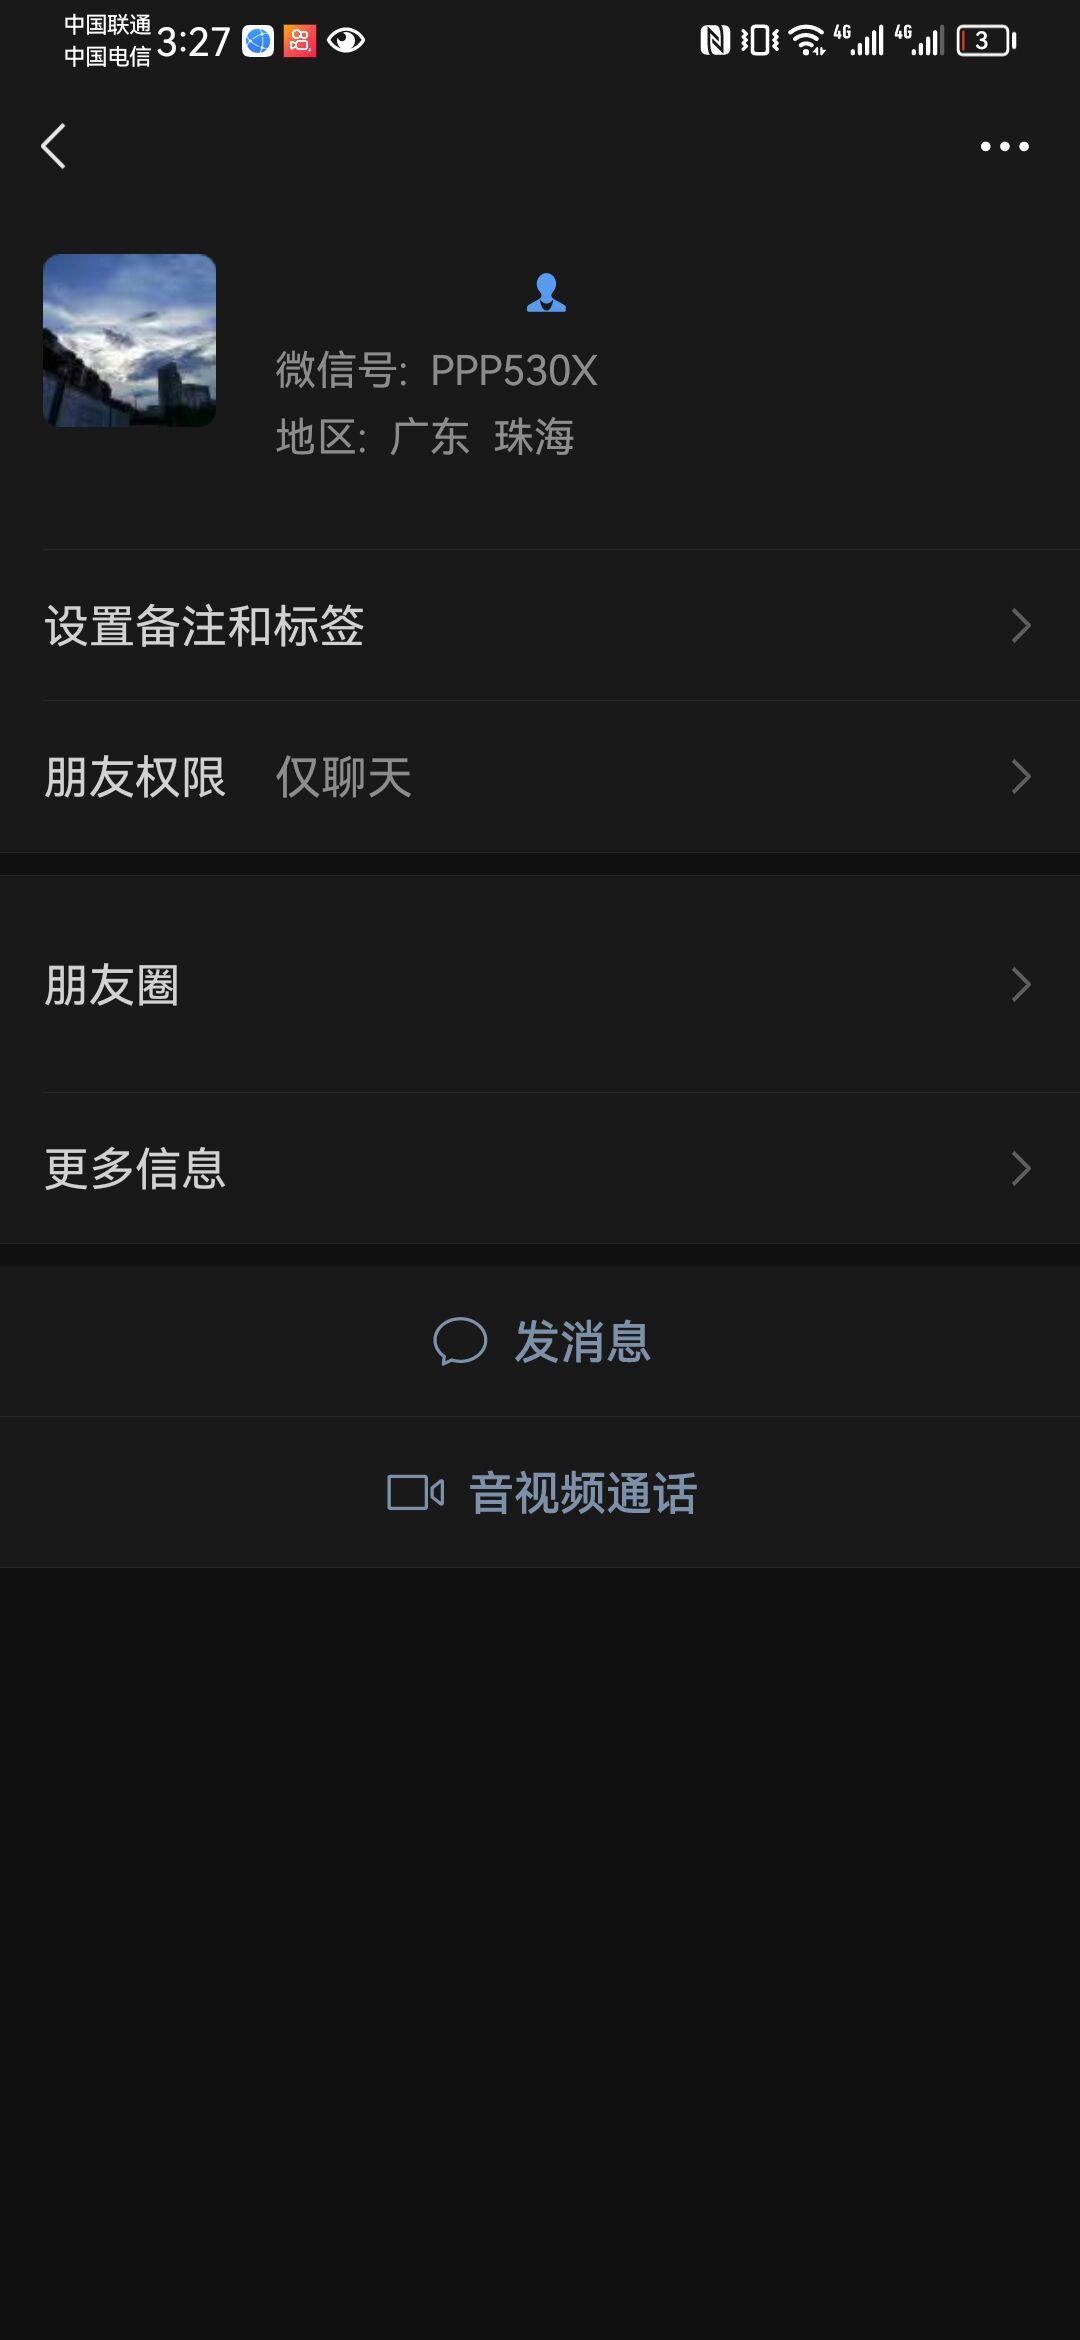 中国联通
中国电信
3:27
4G
4G
3
微信号: PPP530X
地区: 广东 珠海
设置备注和标签
朋友权限 仅聊天
朋友圈
更多信息
发消息
音视频通话